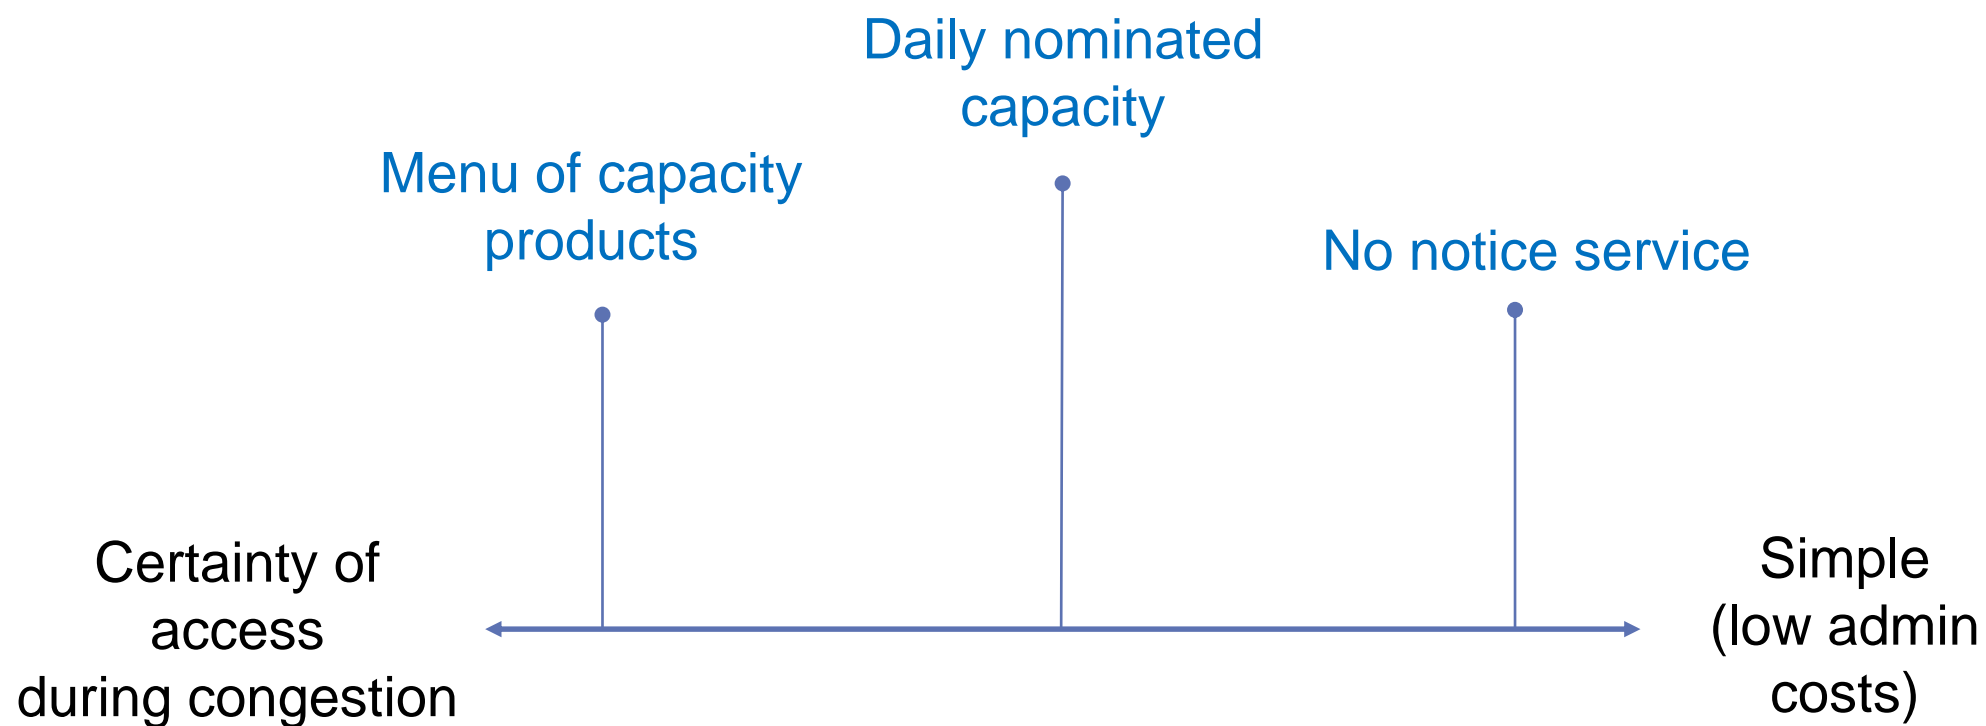 Daily nominated
capacity
Menu of capacity
products
No notice service
Certainty of
access
during congestion
Simple
(low admin
costs)